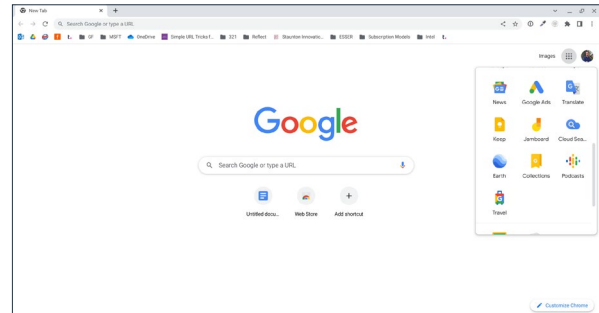 New Tab
Search Google or type a URL
t. GF MSFT OneDrive Simple URL Tricks f... 321 Reflect Staunton Innovatio... ESSER Subscription Models Intel t.
Images
News Google Ads Translate
Google
Keep Jamboard Cloud Sea...
Search Google or type a URL
Earth Collections Podcasts
Untitled docu... Web Store Add shortcut
Travel
Customize Chrome